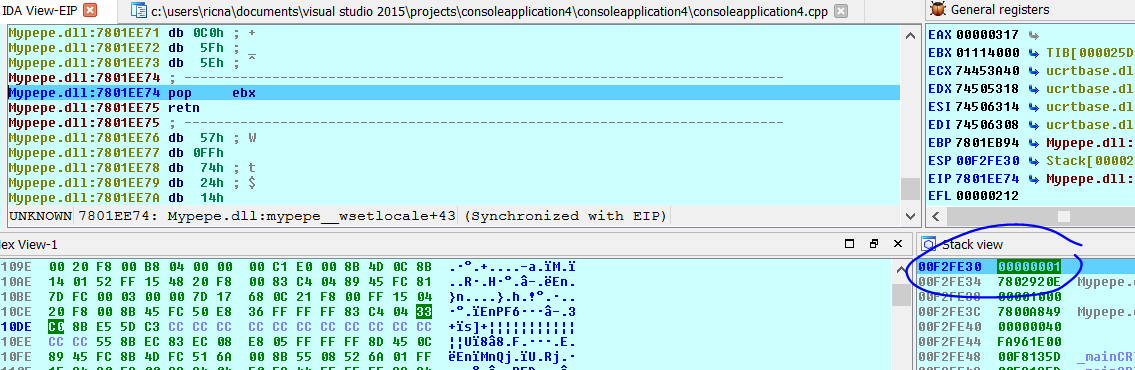 IDA View-EIP
c:\users\ricna\documents\visual studio 2015\projects\consoleapplication4\consoleapplication4\consoleapplication4.cpp
General registers
Mypepe.dll:7801EE71 db 0C0h ; +
Mypepe.dll:7801EE72 db 5Fh ; _
Mypepe.dll:7801EE73 db 5Eh ; ^
Mypepe.dll:7801EE74 ; ---------------------------------------------------------------------------
Mypepe.dll:7801EE74 pop ebx
Mypepe.dll:7801EE75 retn
Mypepe.dll:7801EE75 ; ---------------------------------------------------------------------------
Mypepe.dll:7801EE76 db 57h ; W
Mypepe.dll:7801EE77 db 0FFh
Mypepe.dll:7801EE78 db 74h ; t
Mypepe.dll:7801EE79 db 24h ; $
Mypepe.dll:7801EE7A db 14h
UNKNOWN 7801EE74: Mypepe.dll:mypepe__wsetlocale+43 (Synchronized with EIP)
EAX 00000317
EBX 01114000 TIB[000025D
ECX 74453A40 ucrtbase.dl
EDX 74505318 ucrtbase.dl
ESI 74506314 ucrtbase.dl
EDI 74506308 ucrtbase.dl
EBP 7801EB94 Mypepe.dll:
ESP 00F2FE30 Stack[00002
EIP 7801EE74 Mypepe.dll:
EFL 00000212
ex View-1
109E 00 20 F8 00 B8 04 00 00 00 C1 E0 00 8B 4D 0C 8B
10AE 14 01 52 FF 15 48 20 F8 00 83 C4 04 89 45 FC 81
10BE 7D FC 00 03 00 00 7D 17 68 0C 21 F8 00 FF 15 04
10CE 20 F8 00 8B 45 FC 50 E8 36 FF FF FF 83 C4 04 33
10DE C0 8B E5 5D C3 CC CC CC CC CC CC CC CC CC CC CC
10EE CC CC 55 8B EC 83 EC 08 E8 05 FF FF FF 8D 45 0C
10FE 89 45 FC 8B 4D FC 51 6A 00 8B 55 08 52 6A 01 FF
Stack view
00F2FE30 00000001
00F2FE34 7802920E Mypepe.d
00F2FE38 00001000
00F2FE3C 7800A849 Mypepe.d
00F2FE40 00000040
00F2FE44 FA961E00
00F2FE48 00F8135D _mainCR